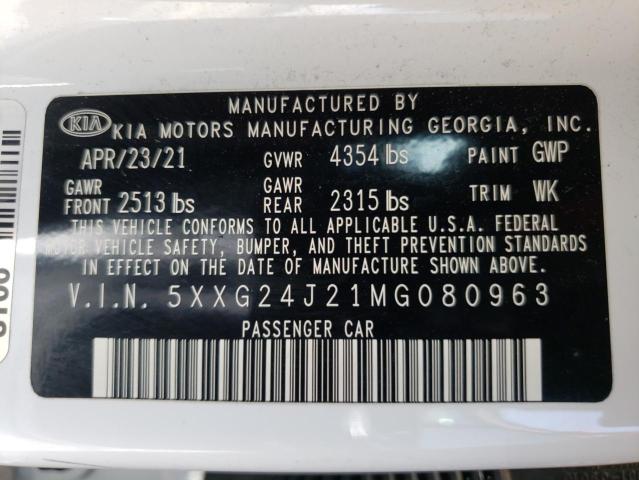 MANUFACTURED BY
KIA KIA MOTORS MANUFACTURING GEORGIA, INC.
APR/23/21 GVWR 4354 lbs PAINT GWP
GAWR FRONT 2513 lbs GAWR REAR 2315 lbs TRIM WK
THIS VEHICLE CONFORMS TO ALL APPLICABLE U.S.A. FEDERAL
MOTOR VEHICLE SAFETY, BUMPER, AND THEFT PREVENTION STANDARDS
IN EFFECT ON THE DATE OF MANUFACTURE SHOWN ABOVE.
V.I.N. 5XXG24J21MG080963
PASSENGER CAR